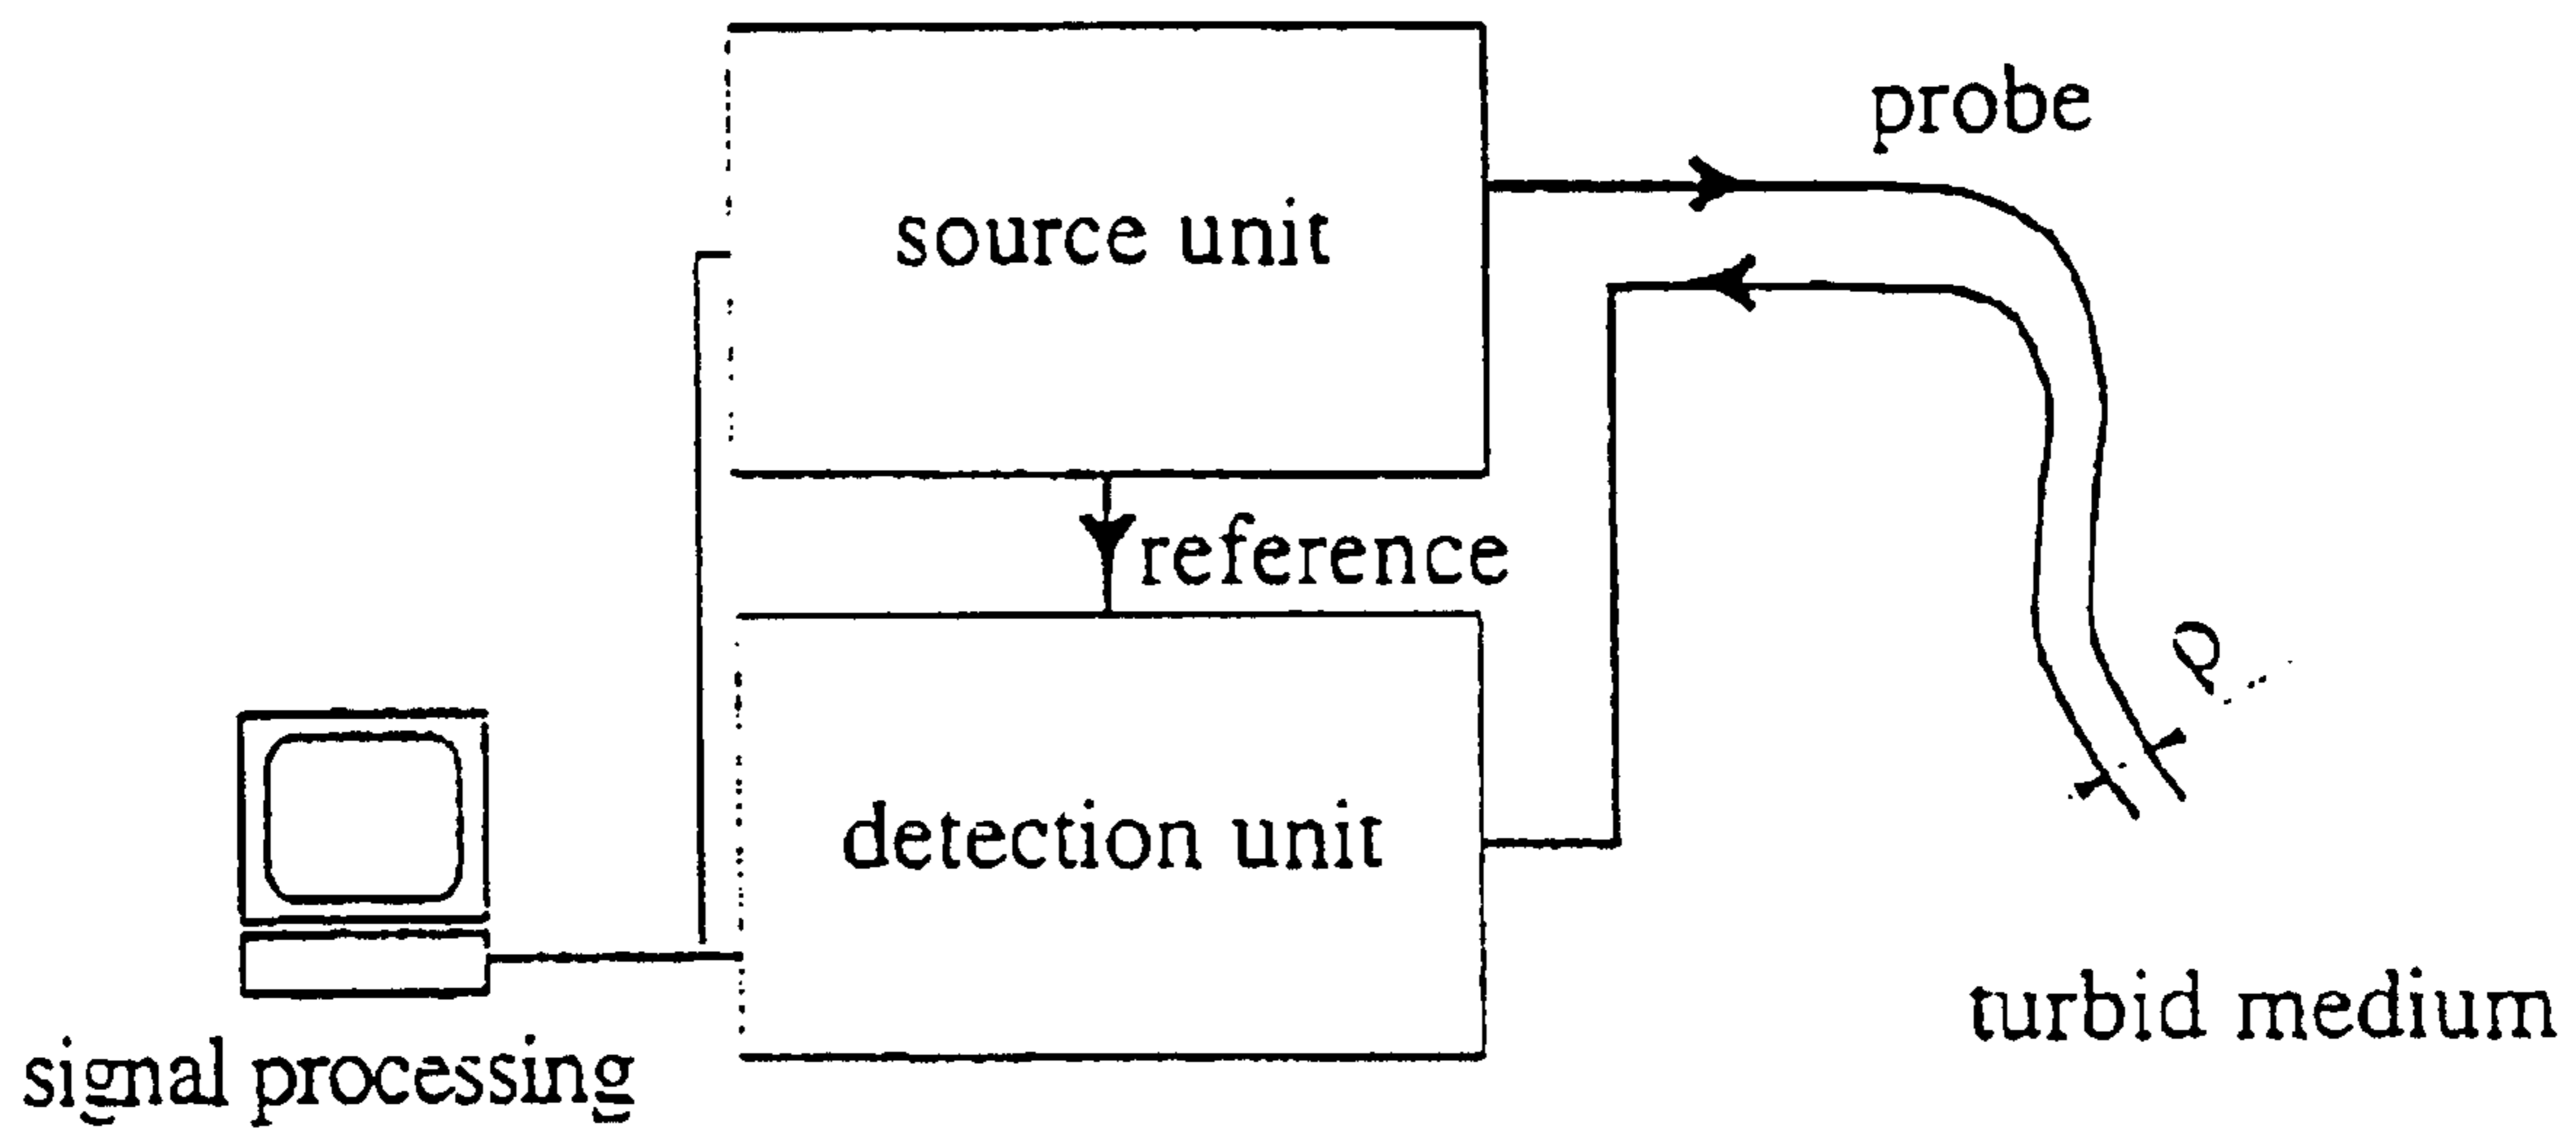 probe
source unit
reference
ρ
detection unit
turbid medium
signal processing